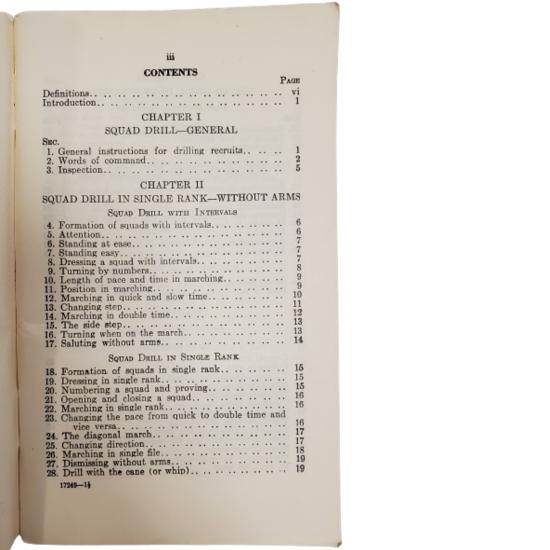 iii
CONTENTS
PAGE
Definitions.. .. .. .. .. .. .. .. .. .. .. .. .. .. vi
Introduction.. .. .. .. .. .. .. .. .. .. .. .. .. .. 1
CHAPTER I
SQUAD DRILL—GENERAL
SEC.
1. General instructions for drilling recruits.. .. .. .. 1
2. Words of command.. .. .. .. .. .. .. .. .. .. 2
3. Inspection.. .. .. .. .. .. .. .. .. .. .. .. 5
CHAPTER II
SQUAD DRILL IN SINGLE RANK—WITHOUT ARMS
SQUAD DRILL WITH INTERVALS
4. Formation of squads with intervals.. .. .. .. .. .. 6
5. Attention.. .. .. .. .. .. .. .. .. .. .. .. 6
6. Standing at ease.. .. .. .. .. .. .. .. .. .. .. 7
7. Standing easy.. .. .. .. .. .. .. .. .. .. .. 7
8. Dressing a squad with intervals.. .. .. .. .. .. .. 7
9. Turning by numbers.. .. .. .. .. .. .. .. .. .. 8
10. Length of pace and time in marching.. .. .. .. .. 9
11. Position in marching.. .. .. .. .. .. .. .. .. .. 9
12. Marching in quick and slow time.. .. .. .. .. .. 10
13. Changing step.. .. .. .. .. .. .. .. .. .. .. 11
14. Marching in double time.. .. .. .. .. .. .. .. .. 12
15. The side step.. .. .. .. .. .. .. .. .. .. .. 13
16. Turning when on the march.. .. .. .. .. .. .. .. 13
17. Saluting without arms.. .. .. .. .. .. .. .. .. 14
SQUAD DRILL IN SINGLE RANK
18. Formation of squads in single rank.. .. .. .. .. .. 15
19. Dressing in single rank.. .. .. .. .. .. .. .. .. 15
20. Numbering a squad and proving.. .. .. .. .. .. .. 15
21. Opening and closing a squad.. .. .. .. .. .. .. 16
22. Marching in single rank.. .. .. .. .. .. .. .. .. 16
23. Changing the pace from quick to double time and
vice versa.. .. .. .. .. .. .. .. .. .. .. .. 16
24. The diagonal march.. .. .. .. .. .. .. .. .. .. 17
25. Changing direction.. .. .. .. .. .. .. .. .. .. 17
26. Marching in single file.. .. .. .. .. .. .. .. .. 18
27. Dismissing without arms.. .. .. .. .. .. .. .. .. 19
28. Drill with the cane (or whip).. .. .. .. .. .. .. 19
17249—1½